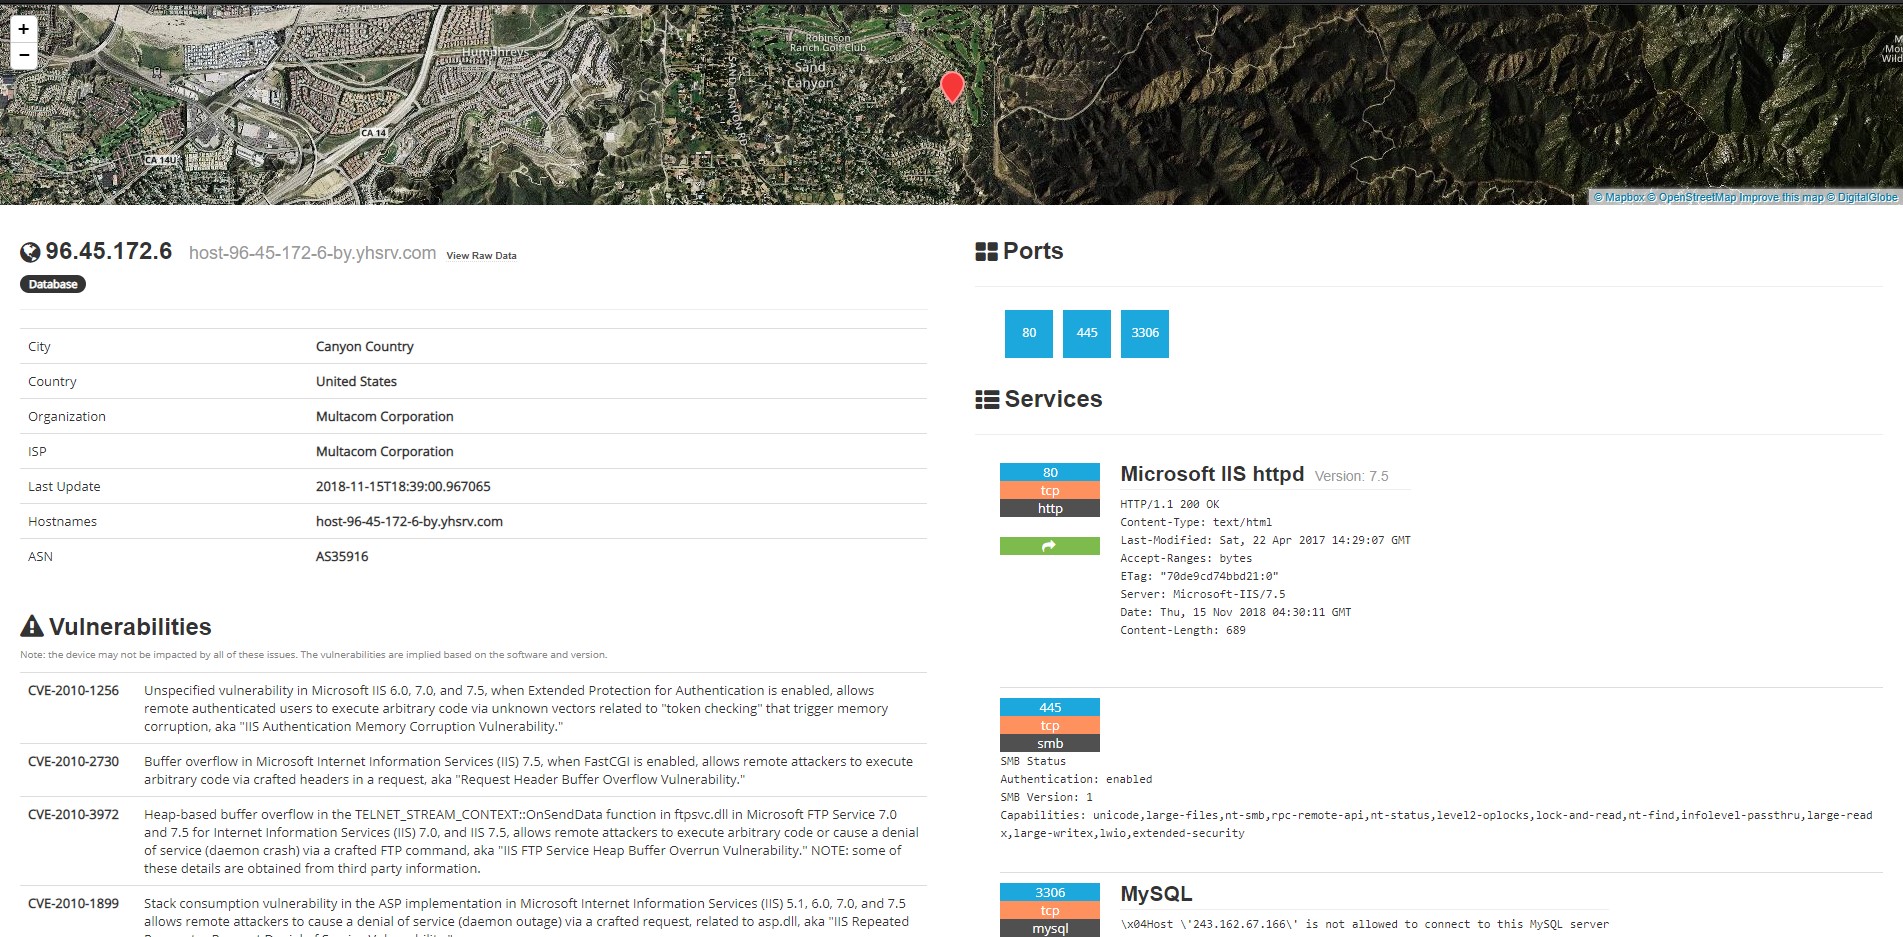 +
−
Humphreys
Robinson
Ranch Golf Club
Sand
Canyon
SAND CANYON RD
CA 14
CA 14U
© Mapbox © OpenStreetMap Improve this map © DigitalGlobe
96.45.172.6 host-96-45-172-6-by.yhsrv.com View Raw Data
Database
City Canyon Country
Country United States
Organization Multacom Corporation
ISP Multacom Corporation
Last Update 2018-11-15T18:39:00.967065
Hostnames host-96-45-172-6-by.yhsrv.com
ASN AS35916
Vulnerabilities
Note: the device may not be impacted by all of these issues. The vulnerabilities are implied based on the software and version.
CVE-2010-1256 Unspecified vulnerability in Microsoft IIS 6.0, 7.0, and 7.5, when Extended Protection for Authentication is enabled, allows
remote authenticated users to execute arbitrary code via unknown vectors related to "token checking" that trigger memory
corruption, aka "IIS Authentication Memory Corruption Vulnerability."
CVE-2010-2730 Buffer overflow in Microsoft Internet Information Services (IIS) 7.5, when FastCGI is enabled, allows remote attackers to execute
arbitrary code via crafted headers in a request, aka "Request Header Buffer Overflow Vulnerability."
CVE-2010-3972 Heap-based buffer overflow in the TELNET_STREAM_CONTEXT::OnSendData function in ftpsvc.dll in Microsoft FTP Service 7.0
and 7.5 for Internet Information Services (IIS) 7.0, and IIS 7.5, allows remote attackers to execute arbitrary code or cause a denial
of service (daemon crash) via a crafted FTP command, aka "IIS FTP Service Heap Buffer Overrun Vulnerability." NOTE: some of
these details are obtained from third party information.
CVE-2010-1899 Stack consumption vulnerability in the ASP implementation in Microsoft Internet Information Services (IIS) 5.1, 6.0, 7.0, and 7.5
allows remote attackers to cause a denial of service (daemon outage) via a crafted request, related to asp.dll, aka "IIS Repeated
Ports
80 445 3306
Services
80
tcp
http
Microsoft IIS httpd Version: 7.5
HTTP/1.1 200 OK
Content-Type: text/html
Last-Modified: Sat, 22 Apr 2017 14:29:07 GMT
Accept-Ranges: bytes
ETag: "70de9cd74bbd21:0"
Server: Microsoft-IIS/7.5
Date: Thu, 15 Nov 2018 04:30:11 GMT
Content-Length: 689
445
tcp
smb
SMB Status
Authentication: enabled
SMB Version: 1
Capabilities: unicode,large-files,nt-smb,rpc-remote-api,nt-status,level2-oplocks,lock-and-read,nt-find,infolevel-passthru,large-read
x,large-writex,lwio,extended-security
3306
tcp
mysql
MySQL
\x04Host \'243.162.67.166\' is not allowed to connect to this MySQL server